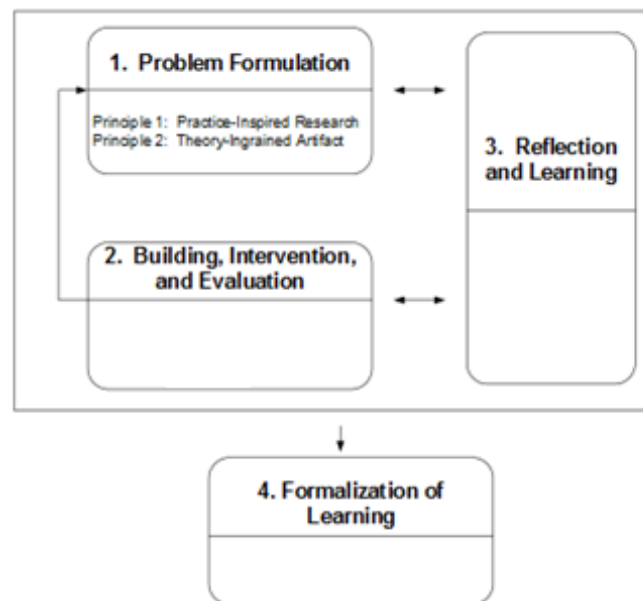 1. Problem Formulation
Principle 1: Practice-Inspired Research
Principle 2: Theory-Ingrained Artifact
2. Building, Intervention,
and Evaluation
3. Reflection
and Learning
4. Formalization of
Learning